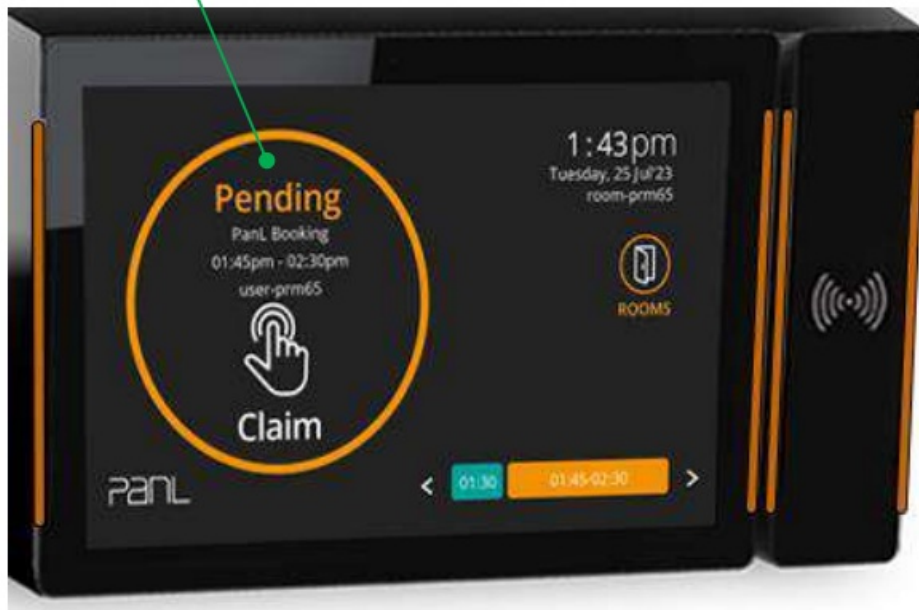 Pending
PanL Booking
01:45pm - 02:30pm
user-prm65
Claim
1:43pm
Tuesday, 25 Jul'23
room-prm65
ROOMS
PanL
< 01:30 01:45-02:30 >